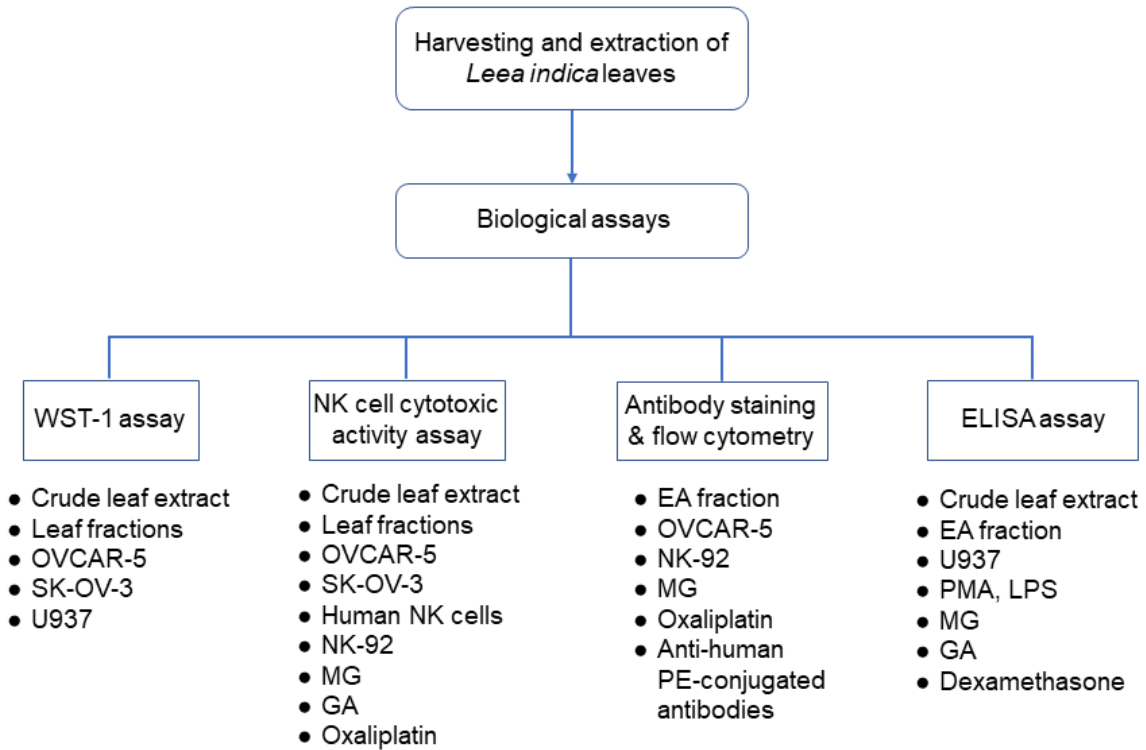 Harvesting and extraction of
Leea indica leaves
Biological assays
WST-1 assay
● Crude leaf extract
● Leaf fractions
● OVCAR-5
● SK-OV-3
● U937
NK cell cytotoxic
activity assay
● Crude leaf extract
● Leaf fractions
● OVCAR-5
● SK-OV-3
● Human NK cells
● NK-92
● MG
● GA
● Oxaliplatin
Antibody staining
& flow cytometry
● EA fraction
● OVCAR-5
● NK-92
● MG
● Oxaliplatin
● Anti-human
PE-conjugated
antibodies
ELISA assay
● Crude leaf extract
● EA fraction
● U937
● PMA, LPS
● MG
● GA
● Dexamethasone